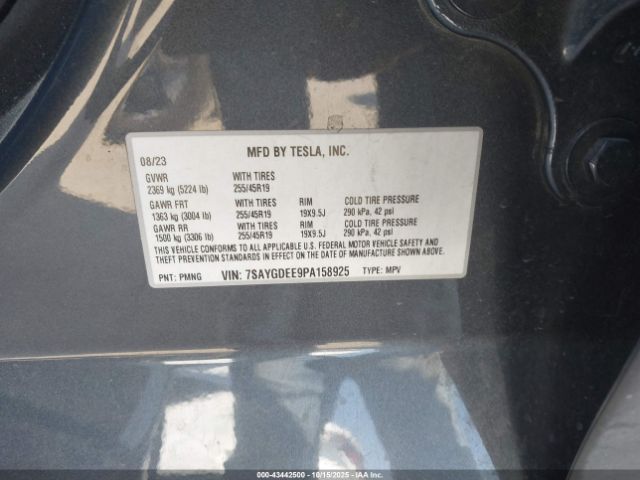 MFD BY TESLA, INC.
08/23
GVWR WITH TIRES
2369 kg (5224 lb) 255/45R19
GAWR FRT WITH TIRES RIM COLD TIRE PRESSURE
1363 kg (3004 lb) 255/45R19 19X9.5J 290 kPa, 42 psi
GAWR RR WITH TIRES RIM COLD TIRE PRESSURE
1500 kg (3306 lb) 255/45R19 19X9.5J 290 kPa, 42 psi
THIS VEHICLE CONFORMS TO ALL APPLICABLE U.S. FEDERAL MOTOR VEHICLE SAFETY AND
THEFT PREVENTION STANDARDS IN EFFECT ON THE DATE OF MANUFACTURE SHOWN ABOVE.
PNT: PMNG VIN: 7SAYGDEE9PA158925 TYPE: MPV
000-43442500 10/15/2025 IAA, LLC